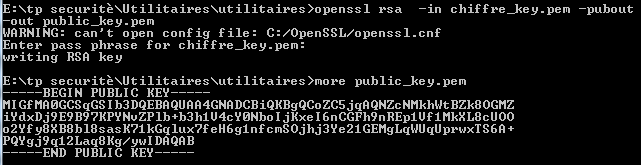 E:\tp securitè\Utilitaires\utilitaires>openssl rsa  -in chiffre_key.pem -pubout
-out public_key.pem
WARNING: can't open config file: C:/OpenSSL/openssl.cnf
Enter pass phrase for chiffre_key.pem:
writing RSA key
E:\tp securitè\Utilitaires\utilitaires>more public_key.pem
-----BEGIN PUBLIC KEY-----
MIGfMA0GCSqGSIb3DQEBAQUAA4GNADCBiQKBgQCoZC5jqAQNZcNMkhWtBZk8OGMZ
iYdxDj9E9B97KPYNvZPlb+b3h1V4cY0NboIjKxeI6nCGFh9nREp1Vf1MkXL8cUOO
o2Yfy8XB8bl8sasK71kGqlux7feH6g1nfcmSOjhj3Ye21GEMgLqWUqUprwxTS6A+
PQYgj9q12Laq8Kg/ywIDAQAB
-----END PUBLIC KEY-----